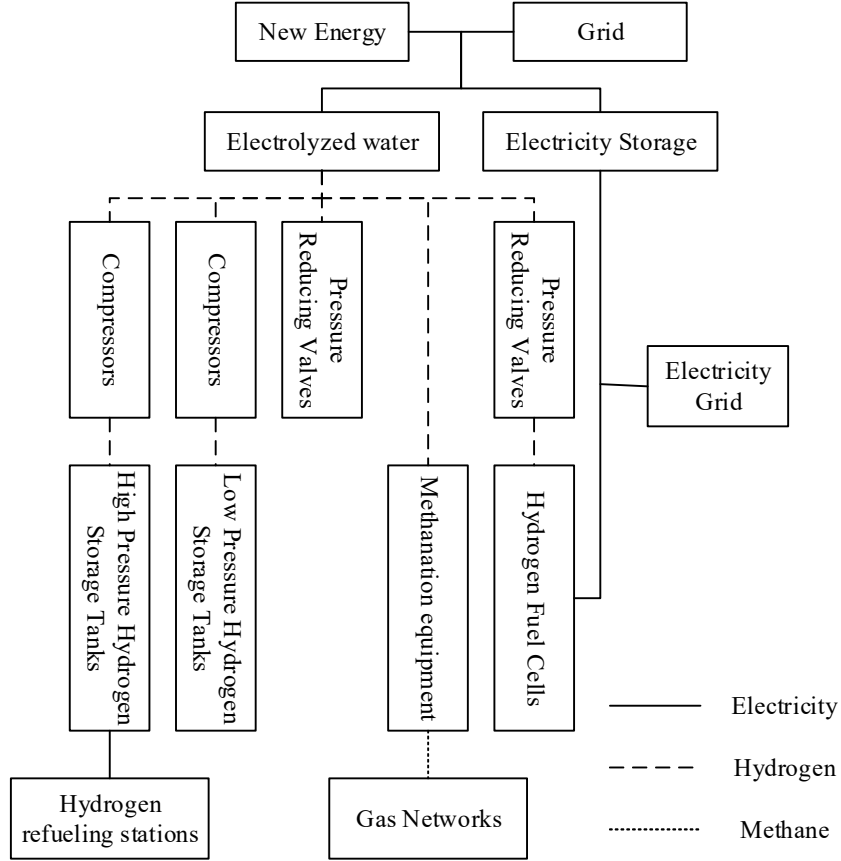 New Energy
Grid
Electrolyzed water
Electricity Storage
Compressors
Compressors
Pressure
Reducing Valves
Pressure
Reducing Valves
Electricity
Grid
High Pressure Hydrogen
Storage Tanks
Low Pressure Hydrogen
Storage Tanks
Methanation equipment
Hydrogen Fuel Cells
Electricity
Hydrogen
Methane
Hydrogen
refueling stations
Gas Networks